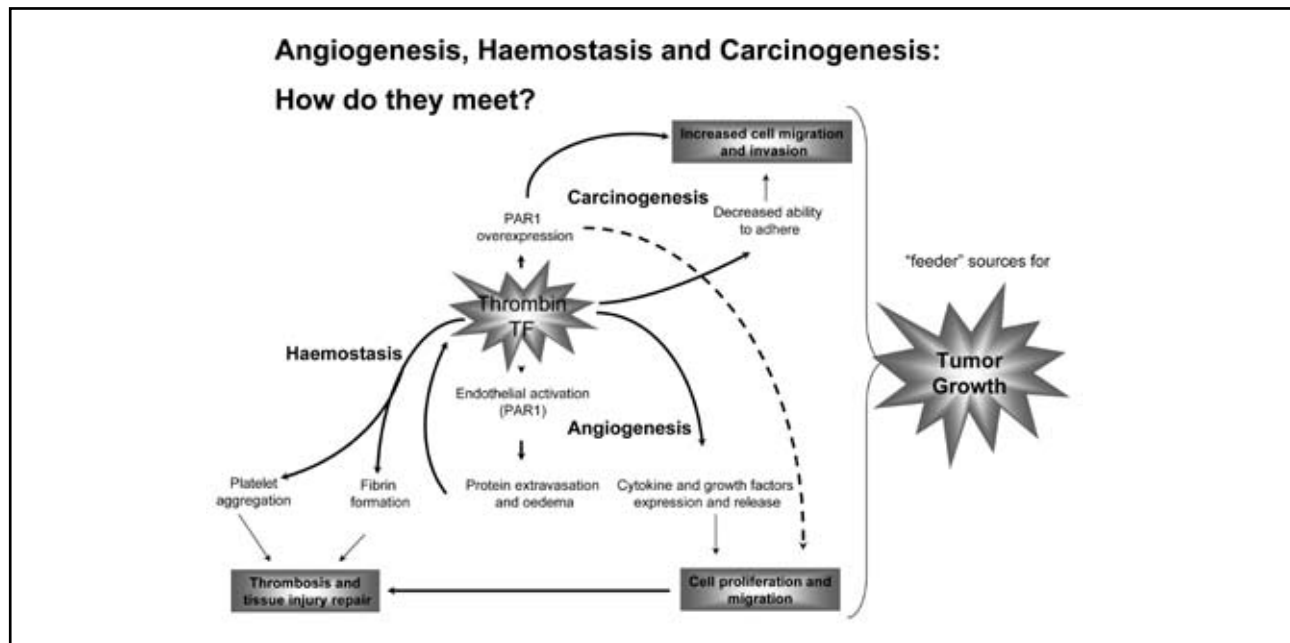 Angiogenesis, Haemostasis and Carcinogenesis:
How do they meet?
Increased cell migration
and invasion
Carcinogenesis
PAR1
overexpression
Decreased ability
to adhere
"feeder" sources for
Thrombin
TF
Haemostasis
Tumor
Growth
Endothelial activation
(PAR1)
Angiogenesis
Platelet
aggregation
Fibrin
formation
Protein extravasation
and oedema
Cytokine and growth factors
expression and release
Thrombosis and
tissue injury repair
Cell proliferation and
migration